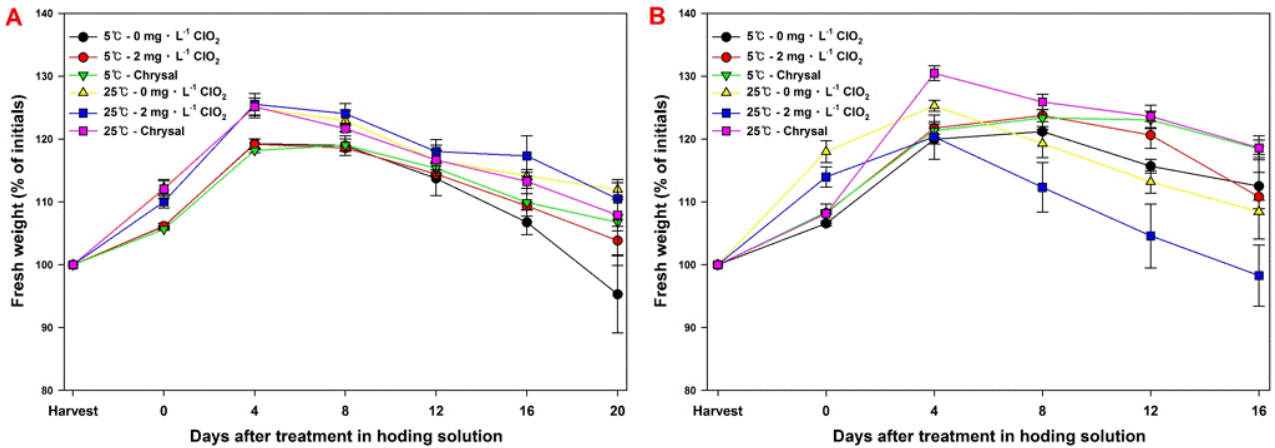 A
Fresh weight (% of initials)
140
130
120
110
100
90
80
5℃ - 0 mg・L⁻¹ ClO₂
5℃ - 2 mg・L⁻¹ ClO₂
5℃ - Chrysal
25℃ - 0 mg・L⁻¹ ClO₂
25℃ - 2 mg・L⁻¹ ClO₂
25℃ - Chrysal
Harvest 0 4 8 12 16 20
Days after treatment in hoding solution
B
Fresh weight (% of initials)
140
130
120
110
100
90
80
5℃ - 0 mg・L⁻¹ ClO₂
5℃ - 2 mg・L⁻¹ ClO₂
5℃ - Chrysal
25℃ - 0 mg・L⁻¹ ClO₂
25℃ - 2 mg・L⁻¹ ClO₂
25℃ - Chrysal
Harvest 0 4 8 12 16
Days after treatment in hoding solution